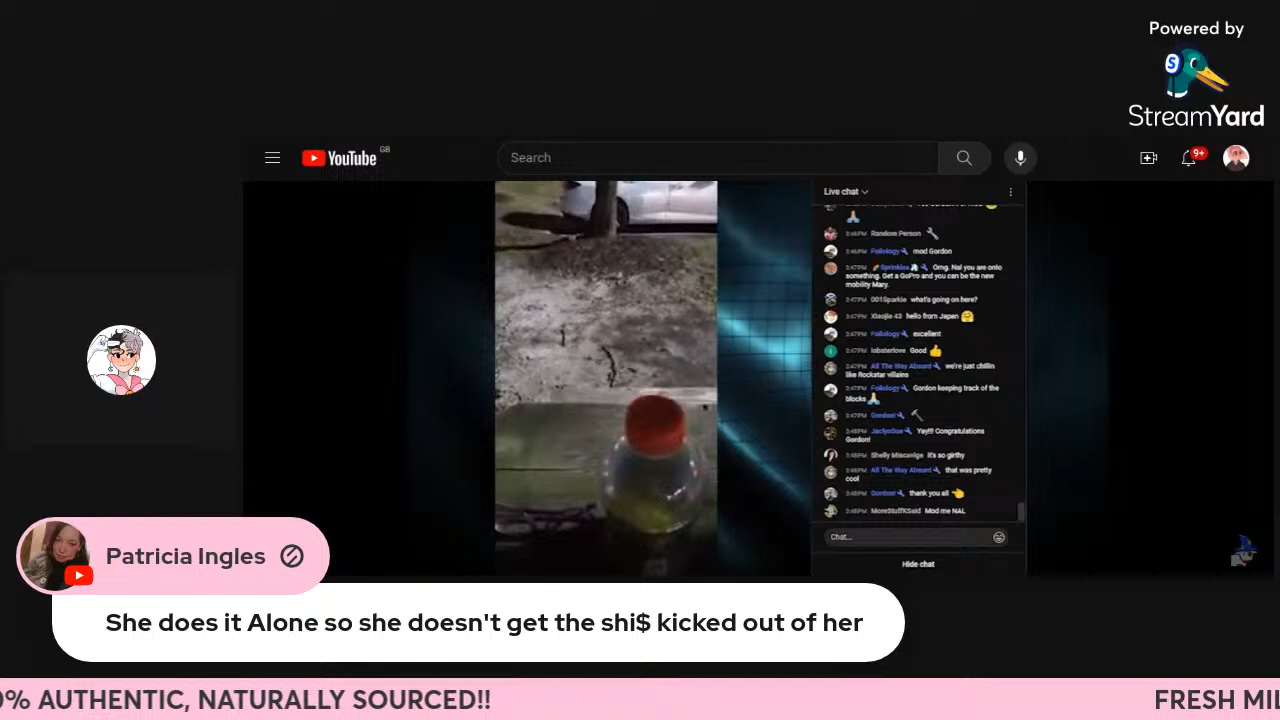 Powered by
S
StreamYard
YouTube GB
Search
9+
Live chat
3:46PM Random Person
3:46PM Foilology mod Gordon
3:47PM Sprinkles Omg. Nal you are onto
something. Get a GoPro and you can be the new
mobility Mary.
3:47PM 001Sparkie what's going on here?
3:47PM Xiaojie 43 hello from Japan
3:47PM Foilology excellent
3:47PM lobsterlove Good
3:47PM All The Way Absurd we're just chillin
like Rockstar villains
3:47PM Foilology Gordon keeping track of the
blocks
3:47PM Gordon!
3:48PM JaclynSue Yay!!! Congratulations
Gordon!
3:48PM Shelly Miscavige it's so girthy
3:48PM All The Way Absurd that was pretty
cool
3:48PM Gordon! thank you all
3:48PM MoreStuffKSaid Mod me NAL
Chat...
Hide chat
Patricia Ingles
She does it Alone so she doesn't get the shi$ kicked out of her
0% AUTHENTIC, NATURALLY SOURCED!!
FRESH MIL